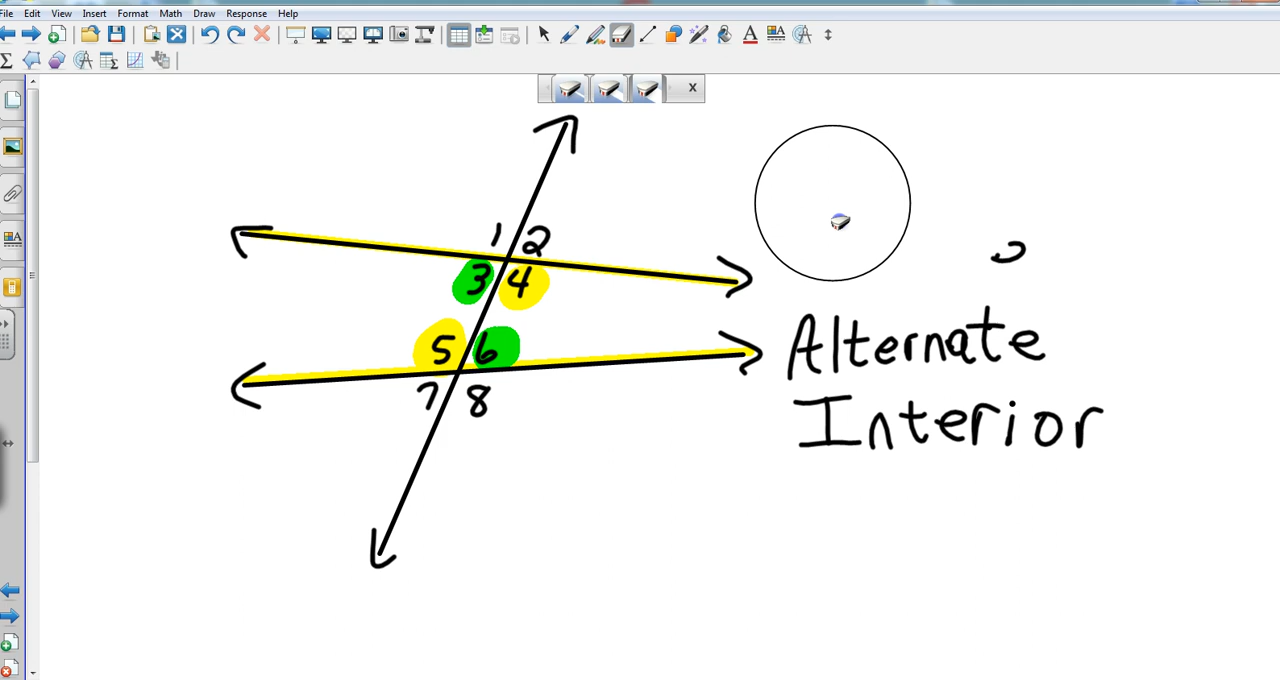 File Edit View Insert Format Math Draw Response Help
x
1 2
3 4
5 6
7 8
Alternate
Interior